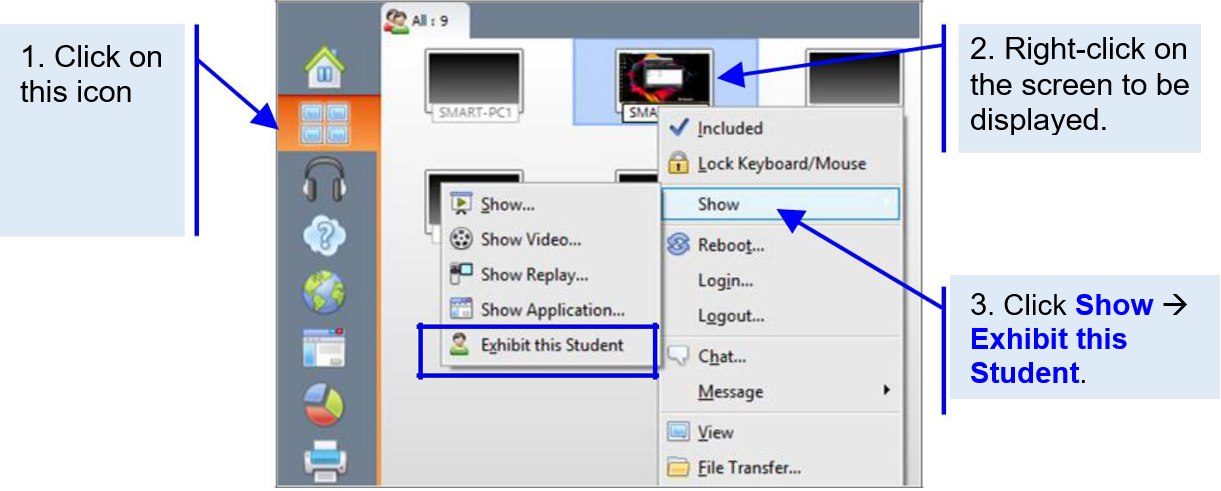 1. Click on
this icon
All : 9
SMART-PC1
SMA
2. Right-click on
the screen to be
displayed.
Included
Lock Keyboard/Mouse
Show
Reboot...
Login...
Logout...
Chat...
Message
View
File Transfer...
Show...
Show Video...
Show Replay...
Show Application...
Exhibit this Student
3. Click Show →
Exhibit this
Student.